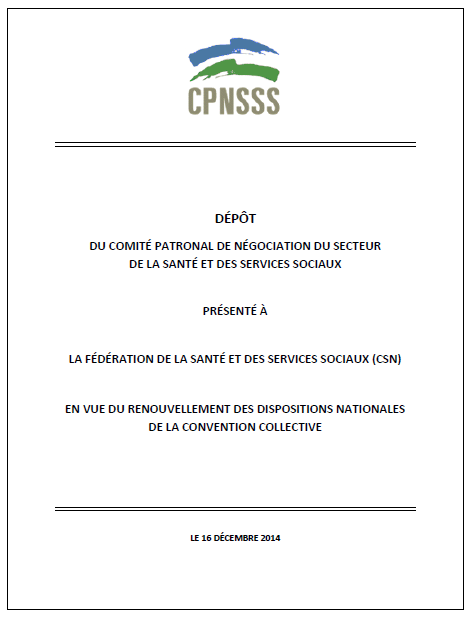 CPNSSS
DÉPÔT
DU COMITÉ PATRONAL DE NÉGOCIATION DU SECTEUR
DE LA SANTÉ ET DES SERVICES SOCIAUX
PRÉSENTÉ À
LA FÉDÉRATION DE LA SANTÉ ET DES SERVICES SOCIAUX (CSN)
EN VUE DU RENOUVELLEMENT DES DISPOSITIONS NATIONALES
DE LA CONVENTION COLLECTIVE
LE 16 DÉCEMBRE 2014